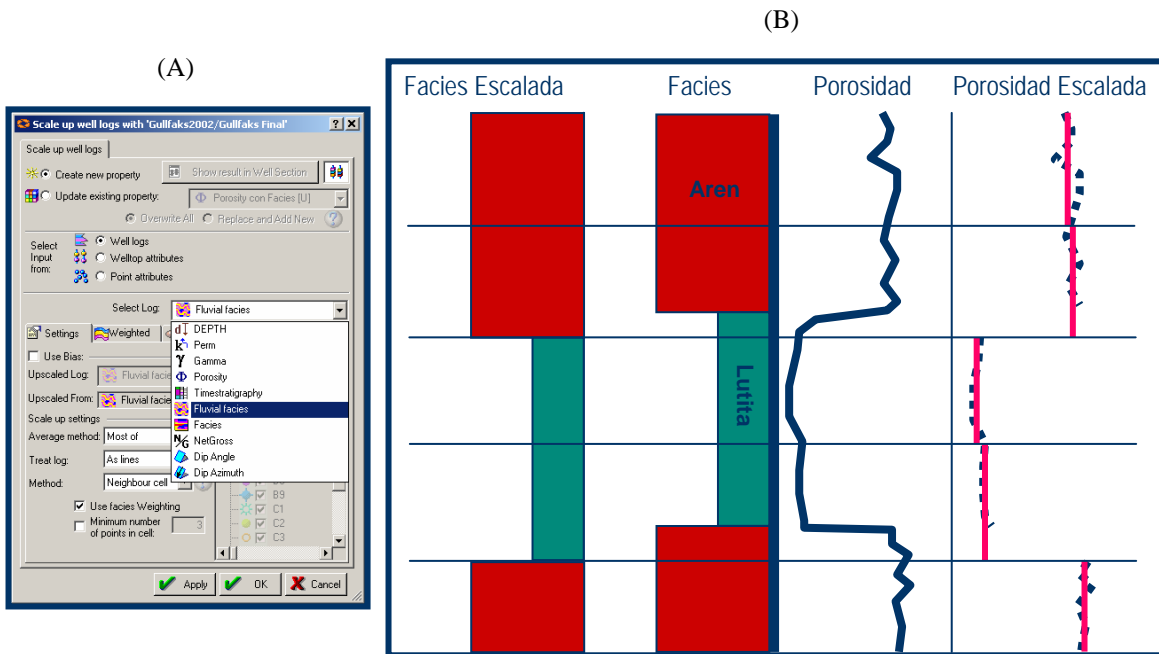 (A)
Scale up well logs with 'Gullfaks2002/Gullfaks Final'
Scale up well logs
Create new property
Show result in Well Section
Update existing property:
Porosity con Facies [U]
Overwrite All
Replace and Add New
Select
Input
from:
Well logs
Welltop attributes
Point attributes
Select Log:
Fluvial facies
Settings
Weighted
DEPTH
Perm
Gamma
Porosity
Timestratigraphy
Fluvial facies
Facies
NetGross
Dip Angle
Dip Azimuth
Use Bias:
Upscaled Log:
Fluvial facie
Upscaled From:
Fluvial facie
Scale up settings
Average method:
Most of
Treat log:
As lines
Method:
Neighbour cell
Use facies Weighting
Minimum number
of points in cell:
3
B9
C1
C2
C3
Apply
OK
Cancel
(B)
Facies Escalada
Facies
Porosidad
Porosidad Escalada
Aren
Lutita